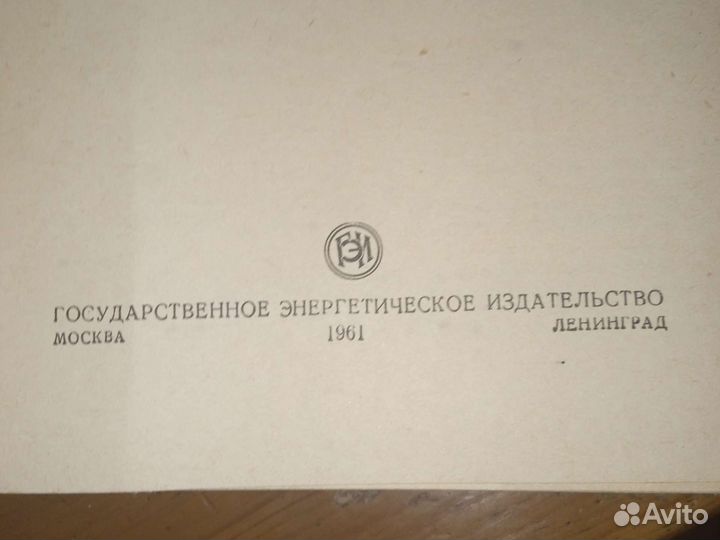 ГЭИ
ГОСУДАРСТВЕННОЕ ЭНЕРГЕТИЧЕСКОЕ ИЗДАТЕЛЬСТВО
МОСКВА 1961 ЛЕНИНГРАД
Avito